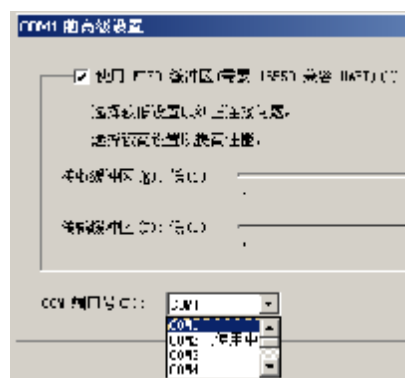 COM1 的高级设置
使用 FIFO 缓冲区(需要 16550 兼容 UART)(U)
选择较低设置以纠正连接问题。
选择较高设置以提高性能。
接收缓冲区(R): 低(1)
传输缓冲区(T): 低(1)
COM 端口号(P):
COM1
COM1
COM2 (使用中
COM3
COM4